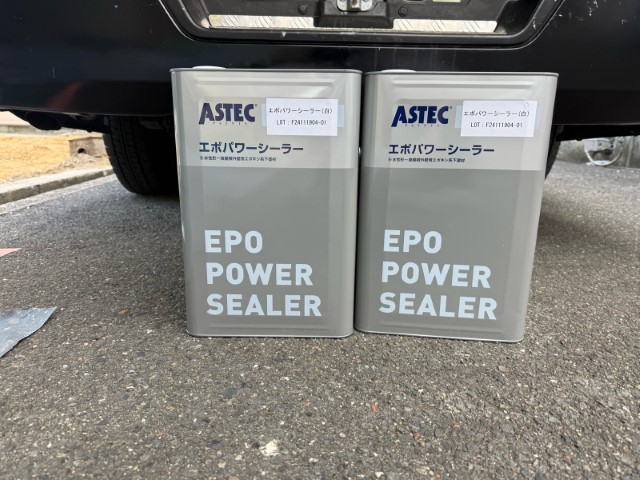 ASTEC
エポパワーシーラー(白)
LOT : F24111904-01
エポパワーシーラー
EPO
POWER
SEALER
ASTEC
エポパワーシーラー(白)
LOT : F24111904-01
エポパワーシーラー
EPO
POWER
SEALER